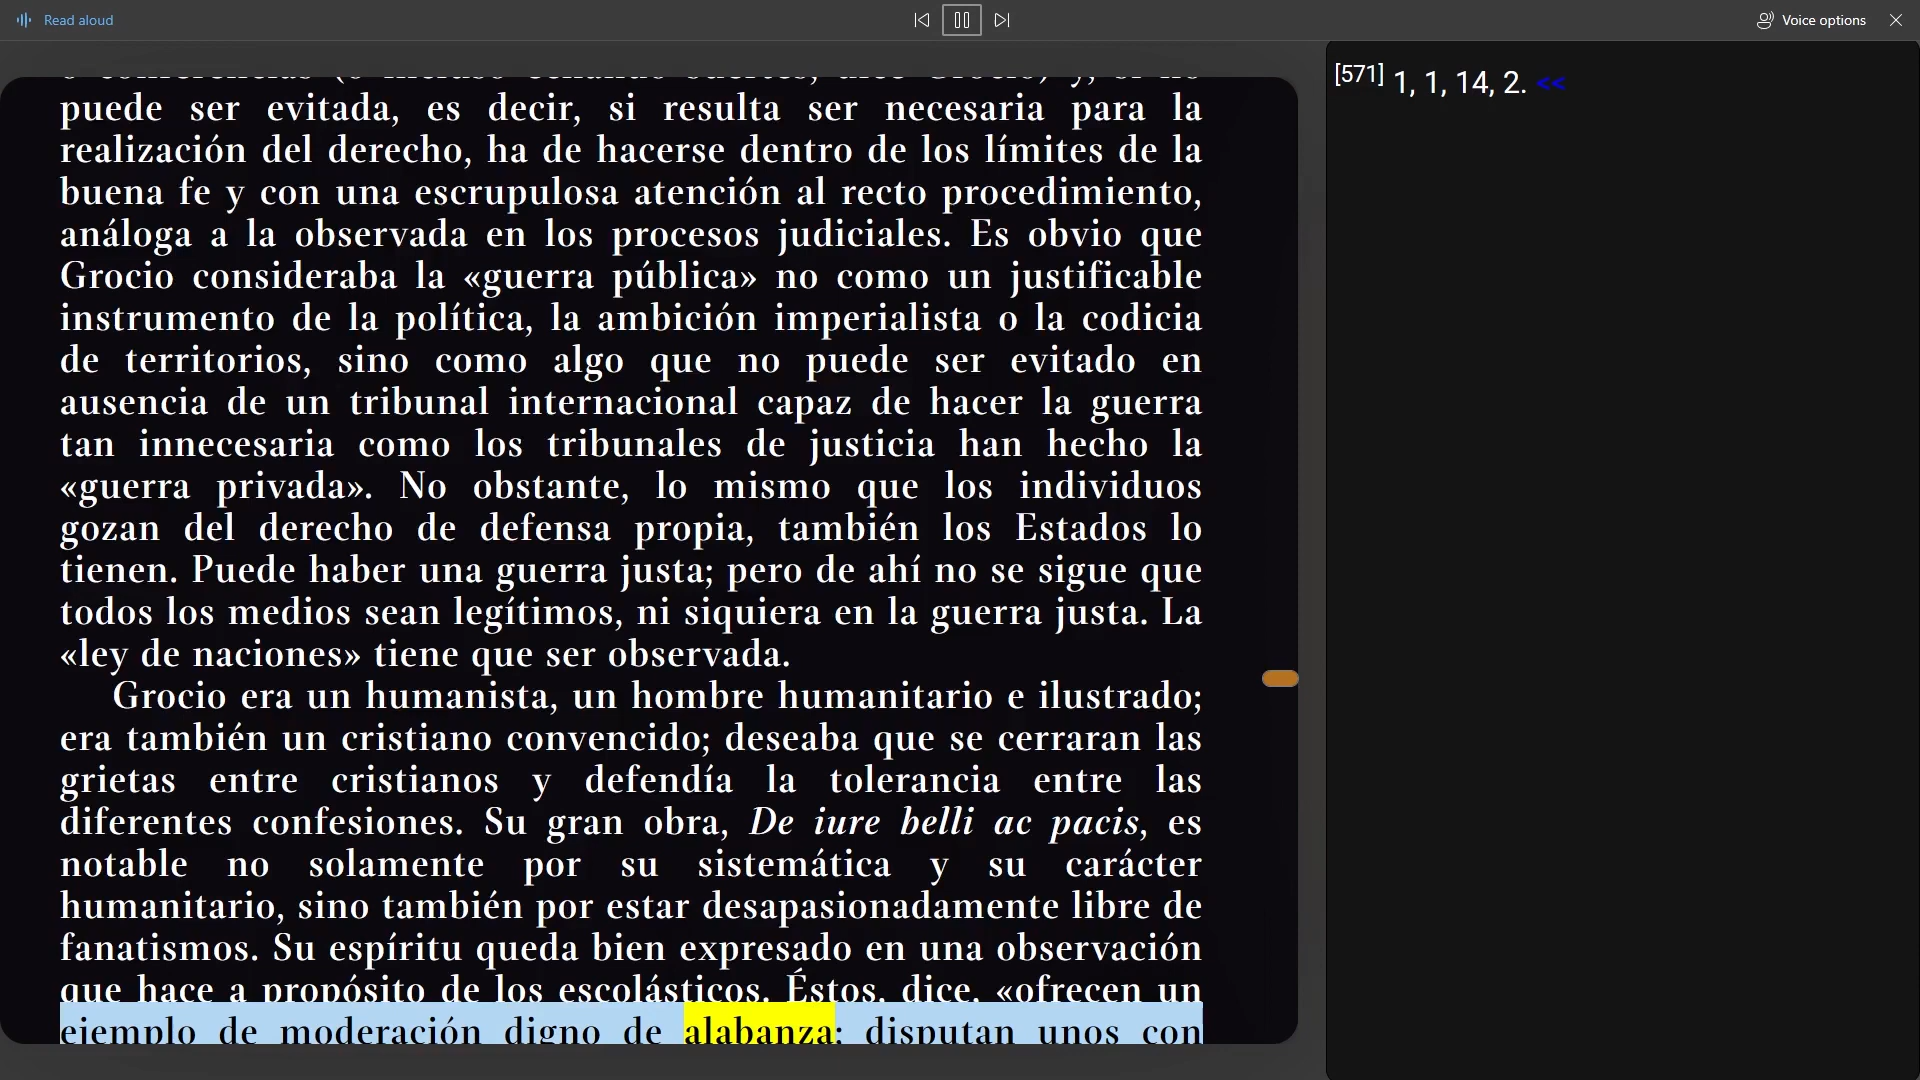 Read aloud
Voice options
puede ser evitada, es decir, si resulta ser necesaria para la
realización del derecho, ha de hacerse dentro de los límites de la
buena fe y con una escrupulosa atención al recto procedimiento,
análoga a la observada en los procesos judiciales. Es obvio que
Grocio consideraba la «guerra pública» no como un justificable
instrumento de la política, la ambición imperialista o la codicia
de territorios, sino como algo que no puede ser evitado en
ausencia de un tribunal internacional capaz de hacer la guerra
tan innecesaria como los tribunales de justicia han hecho la
«guerra privada». No obstante, lo mismo que los individuos
gozan del derecho de defensa propia, también los Estados lo
tienen. Puede haber una guerra justa; pero de ahí no se sigue que
todos los medios sean legítimos, ni siquiera en la guerra justa. La
«ley de naciones» tiene que ser observada.
Grocio era un humanista, un hombre humanitario e ilustrado;
era también un cristiano convencido; deseaba que se cerraran las
grietas entre cristianos y defendía la tolerancia entre las
diferentes confesiones. Su gran obra, De iure belli ac pacis, es
notable no solamente por su sistemática y su carácter
humanitario, sino también por estar desapasionadamente libre de
fanatismos. Su espíritu queda bien expresado en una observación
que hace a propósito de los escolásticos. Éstos, dice, «ofrecen un
ejemplo de moderación digno de alabanza; disputan unos con
[571] 1, 1, 14, 2. <<